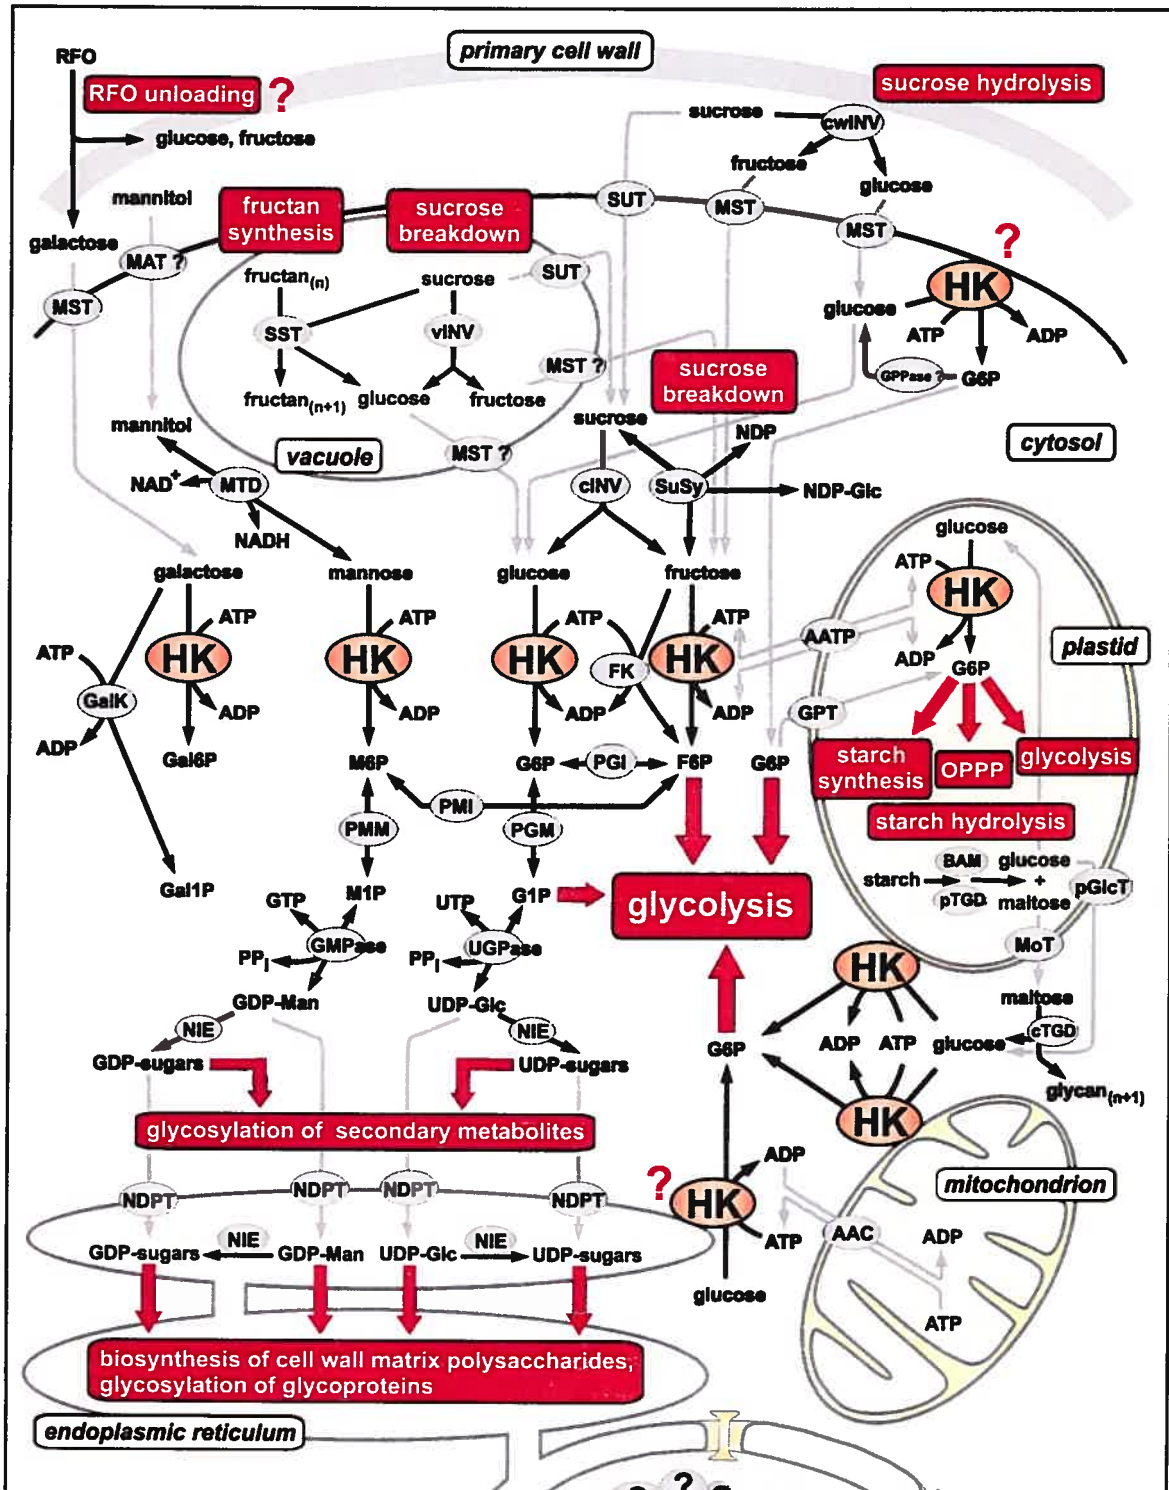 RFO
primary cell wall
RFO unloading ?
sucrose hydrolysis
glucose, fructose
sucrose
cwINV
fructose
glucose
mannitol
fructan
synthesis
sucrose
breakdown
SUT
MST
MST
?
galactose
MAT ?
MST
fructan(n)
sucrose
SUT
HK
glucose
ATP
ADP
SST
vINV
MST ?
GPPase ?
G6P
fructan(n+1)
glucose
fructose
sucrose
breakdown
mannitol
vacuole
MST ?
sucrose
NDP
cytosol
NAD+
MTD
NADH
cINV
SuSy
NDP-Glc
glucose
ATP
HK
ADP
G6P
plastid
galactose
mannose
glucose
fructose
ATP
GalK
ADP
HK
ATP
ADP
HK
ATP
ADP
HK
ATP
FK
ADP
HK
ATP
ADP
AATP
GPT
Gal6P
M6P
G6P
PGI
F6P
G6P
starch
synthesis
OPPP
glycolysis
PMI
PMM
PGM
starch hydrolysis
BAM
pTGD
starch
glucose
+
maltose
pGlcT
Gal1P
GTP
M1P
UTP
G1P
glycolysis
GMPase
PPi
UGPase
PPi
MoT
HK
GDP-Man
UDP-Glc
maltose
NIE
NIE
cTGD
G6P
ADP
ATP
glucose
GDP-sugars
UDP-sugars
glycan(n+1)
glycosylation of secondary metabolites
HK
ADP
?
HK
ATP
mitochondrion
NDPT
NDPT
NDPT
NDPT
AAC
ADP
ATP
GDP-sugars
NIE
GDP-Man
UDP-Glc
NIE
UDP-sugars
glucose
biosynthesis of cell wall matrix polysaccharides,
glycosylation of glycoproteins
endoplasmic reticulum
?